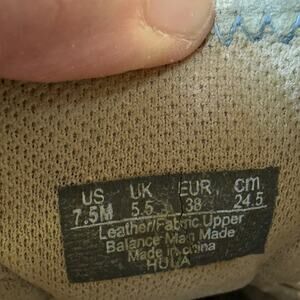 US UK EUR cm
7.5M 5.5 38 24.5
Leather/Fabric Upper
Balance Man Made
Made in China